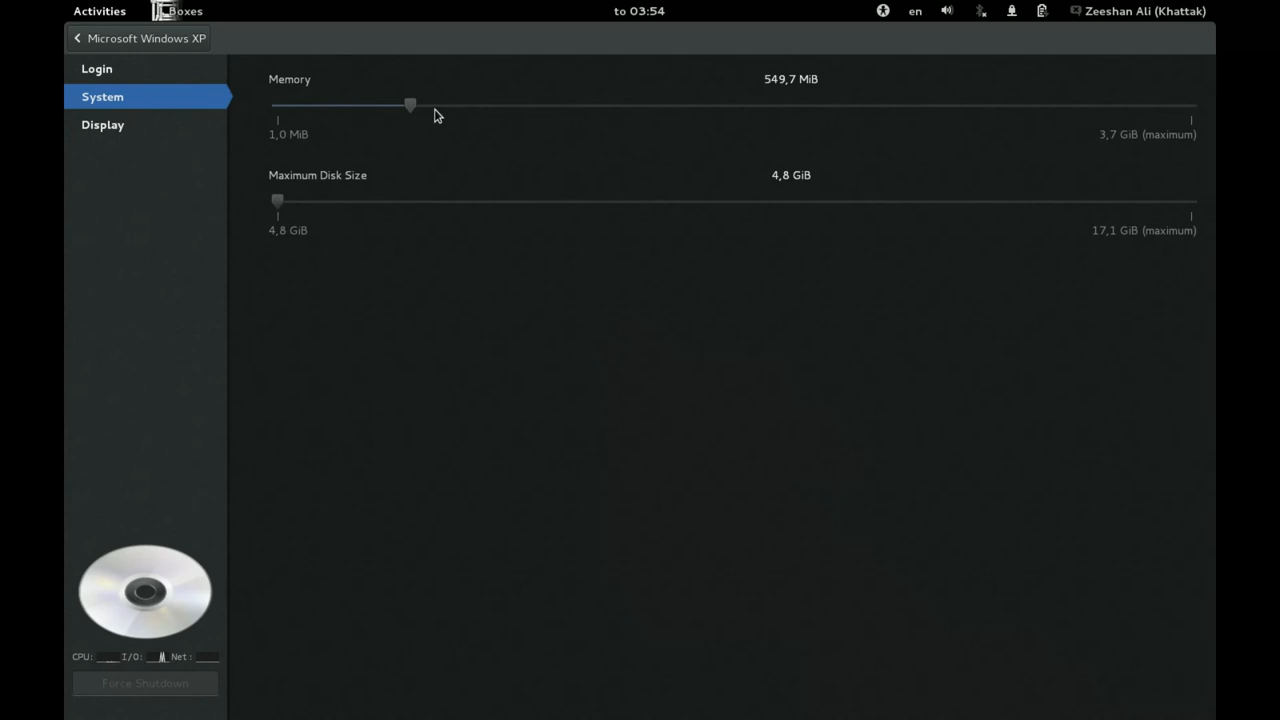 Activities Boxes to 03:54 en Zeeshan Ali (Khattak)
Microsoft Windows XP
Login
System
Display
Memory 549,7 MiB
1,0 MiB 3,7 GiB (maximum)
Maximum Disk Size 4,8 GiB
4,8 GiB 17,1 GiB (maximum)
CPU: I/O: Net:
Force Shutdown